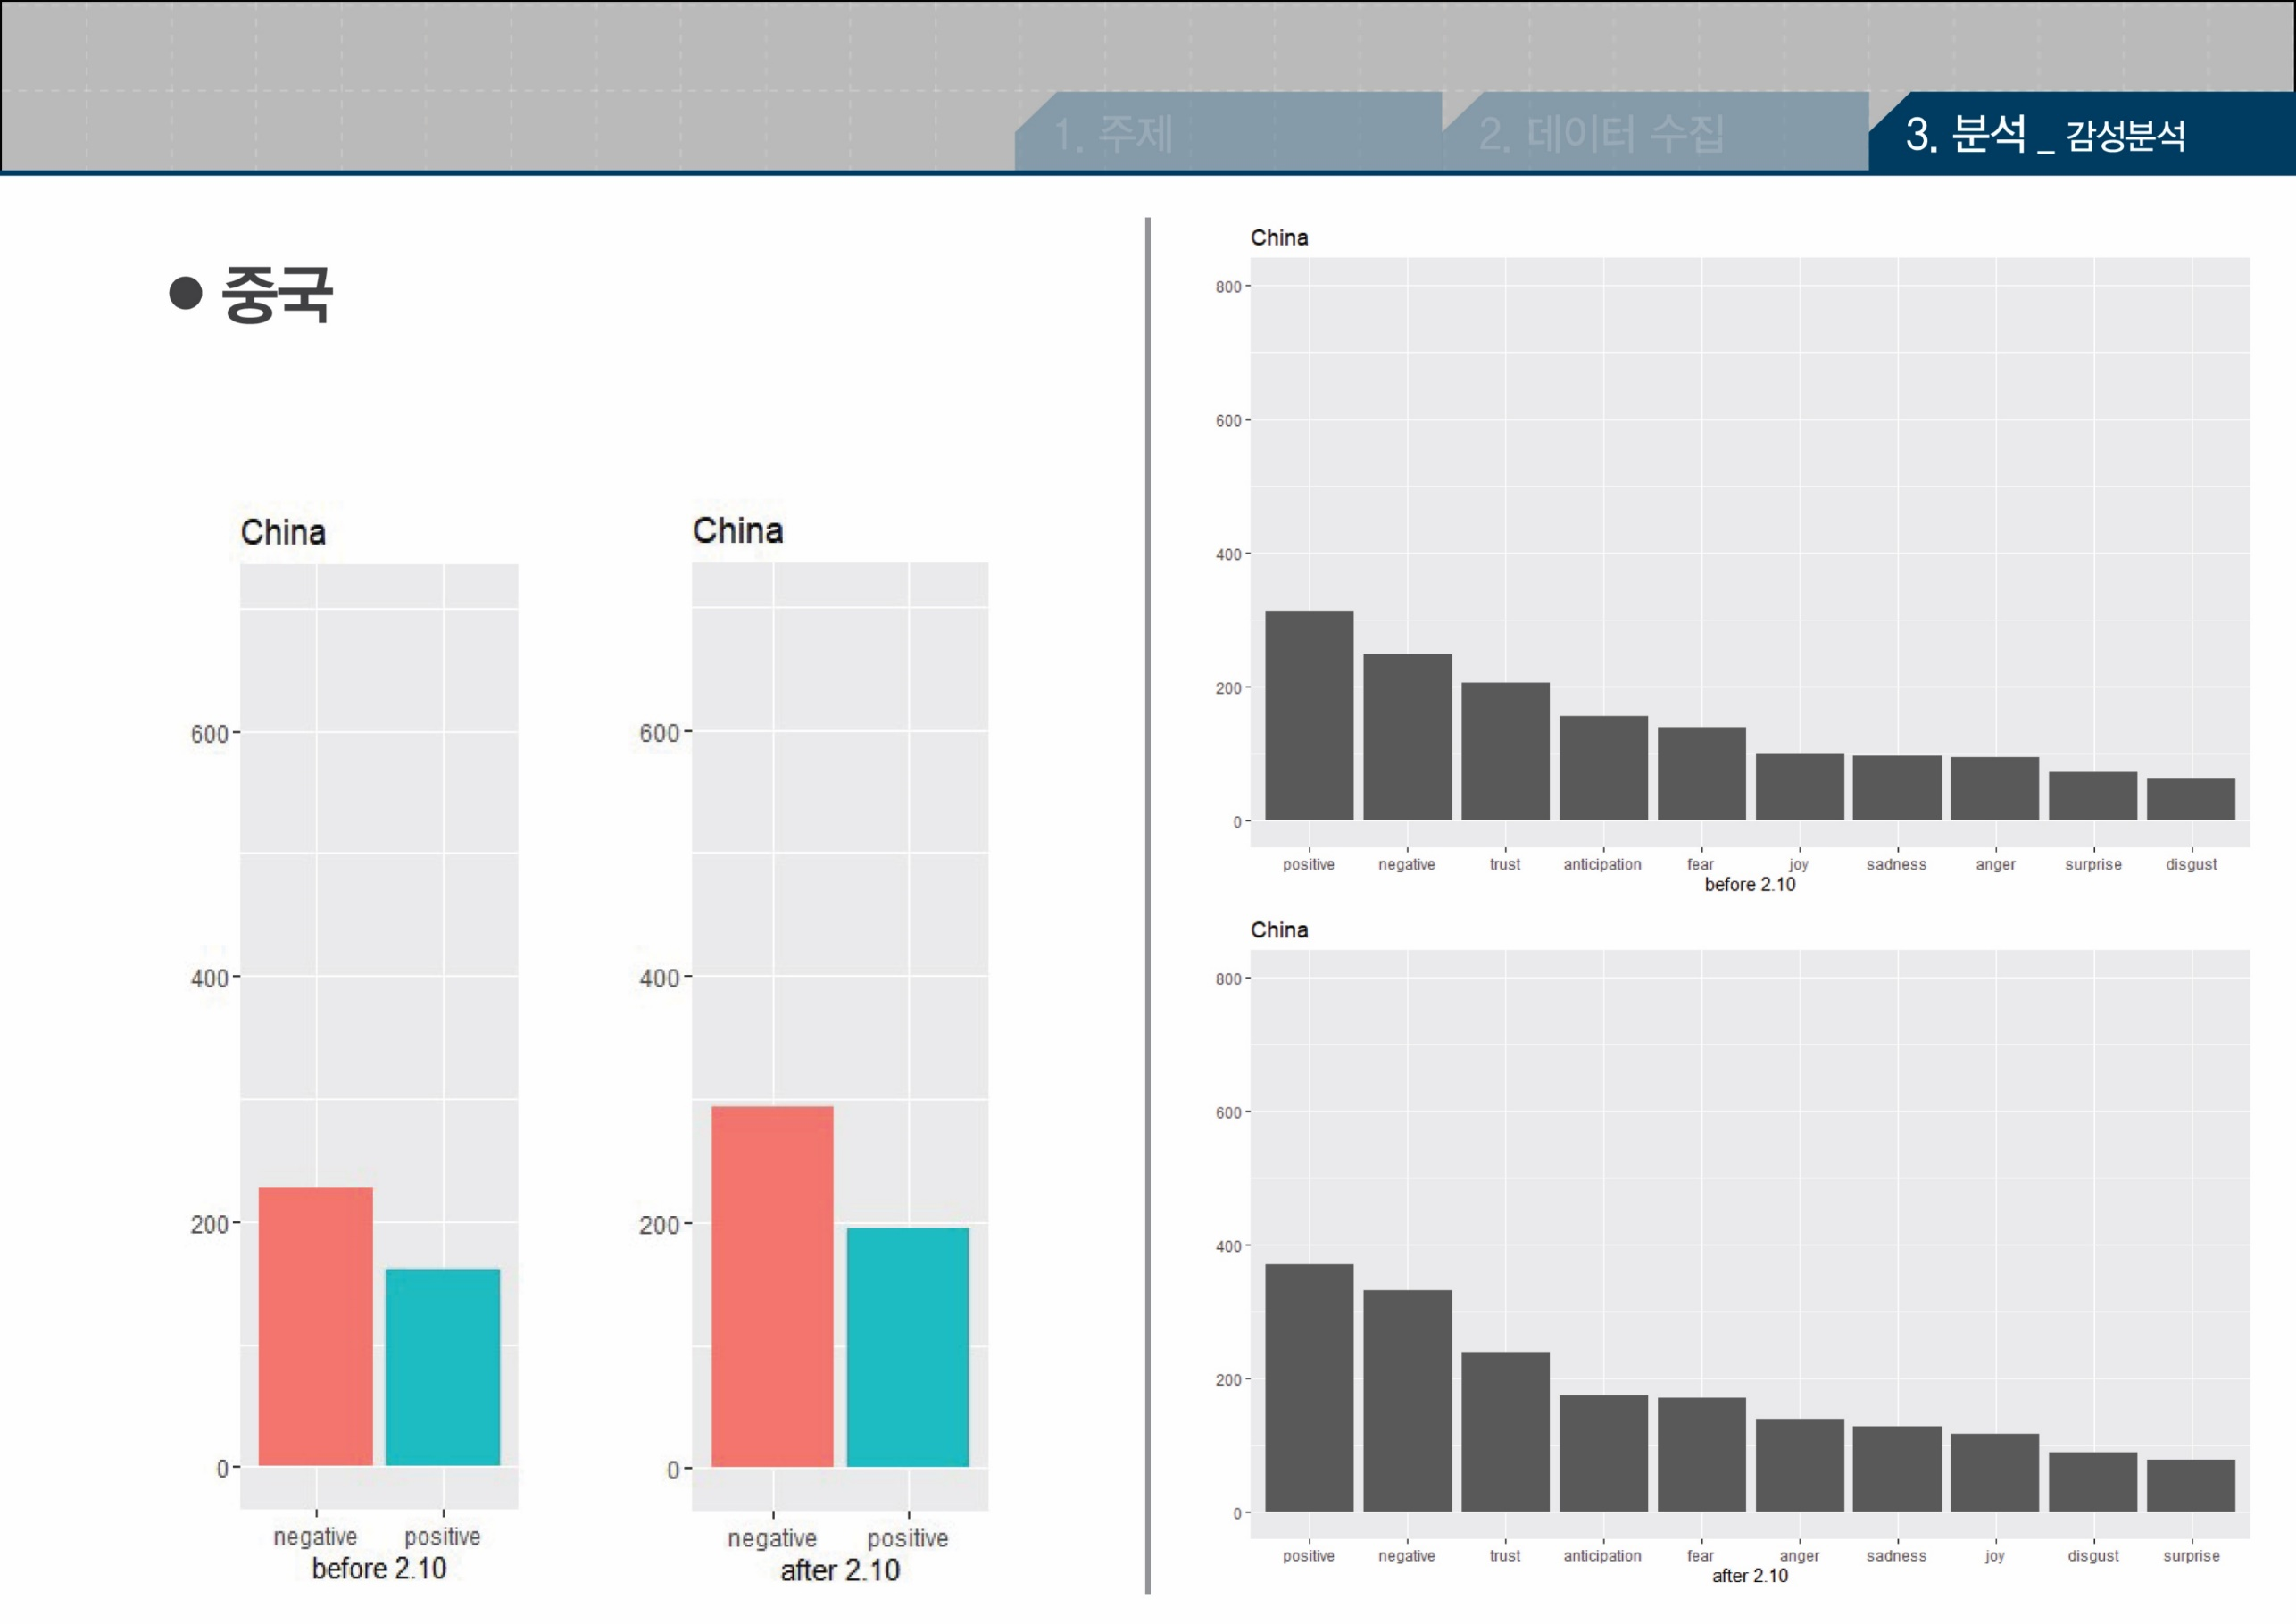 1. 주제
2. 데이터 수집
3. 분석 _ 감성분석
● 중국
China
600
400
200
0
negative positive
before 2.10
China
600
400
200
0
negative positive
after 2.10
China
800
600
400
200
0
positive negative trust anticipation fear joy sadness anger surprise disgust
before 2.10
China
800
600
400
200
0
positive negative trust anticipation fear anger sadness joy disgust surprise
after 2.10